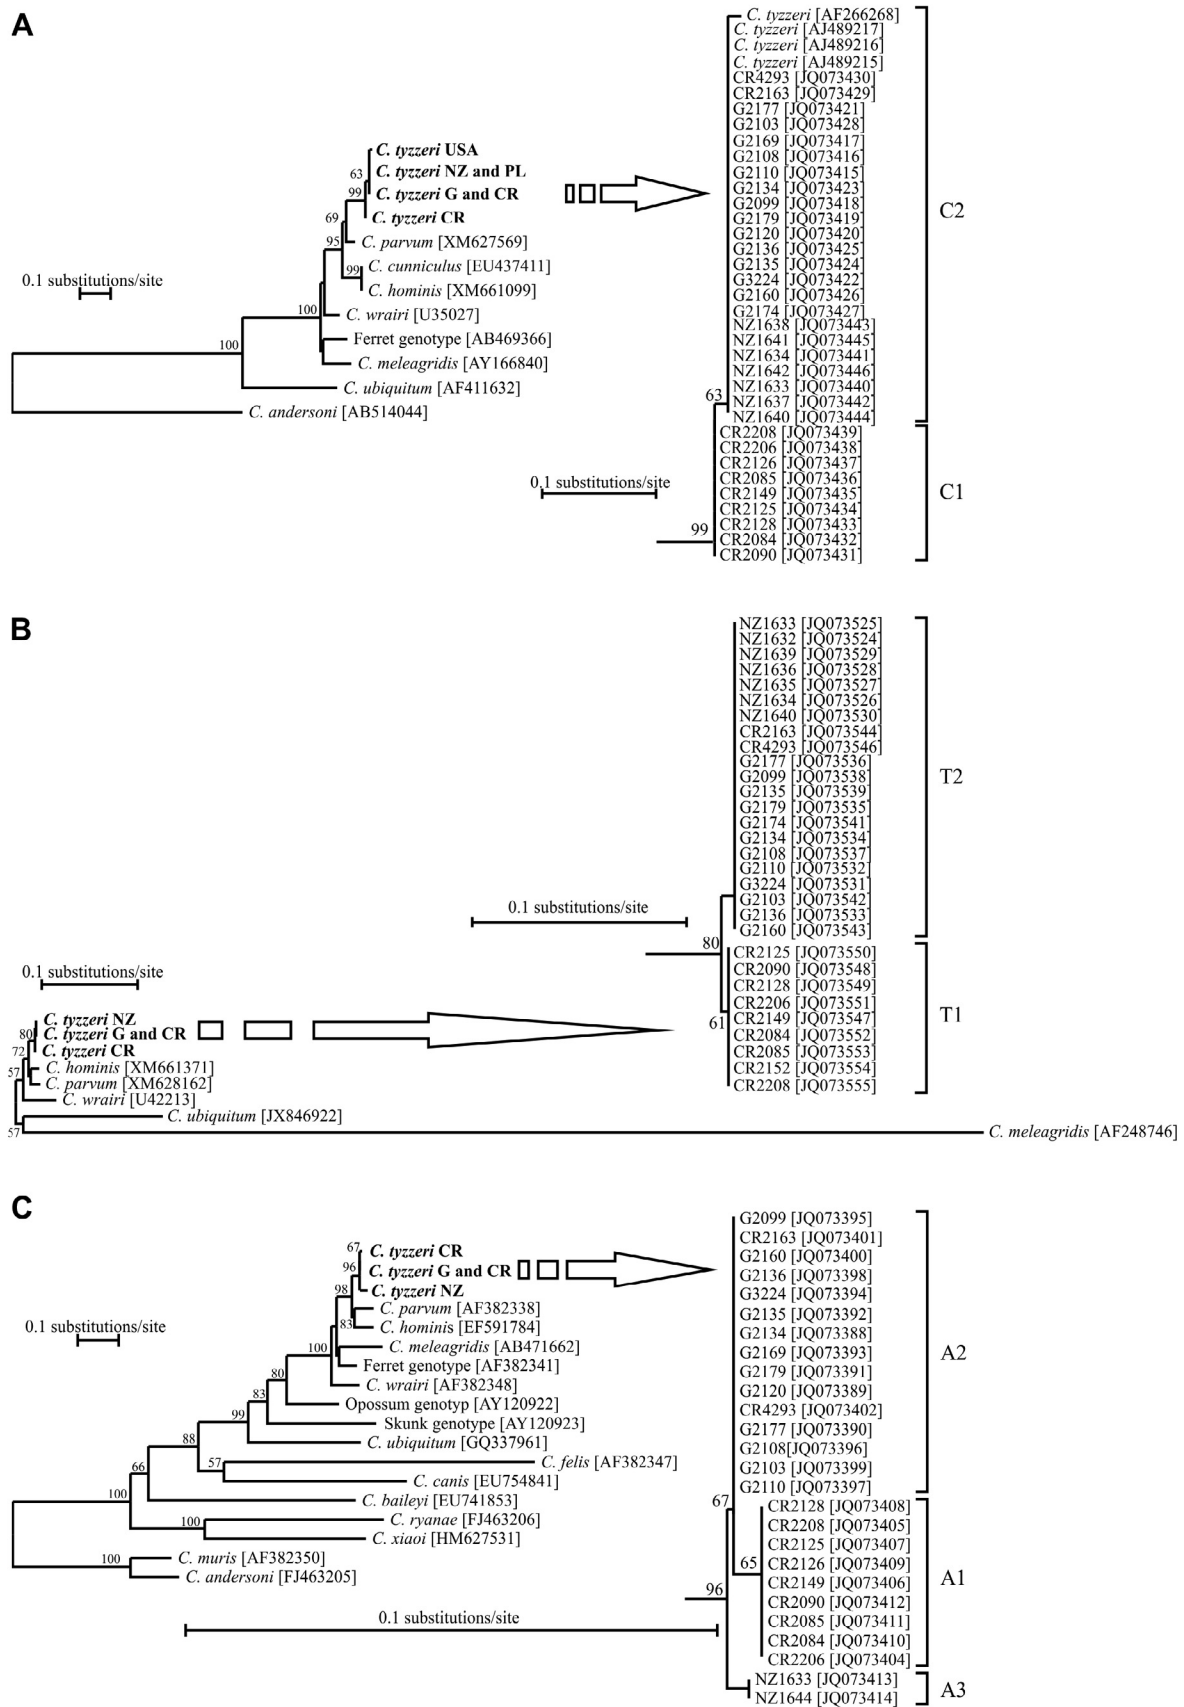 A
C. tyzzeri USA
C. tyzzeri NZ and PL
C. tyzzeri G and CR
C. tyzzeri CR
C. parvum [XM627569]
C. cunniculus [EU437411]
C. hominis [XM661099]
C. wrairi [U35027]
Ferret genotype [AB469366]
C. meleagridis [AY166840]
C. ubiquitum [AF411632]
C. andersoni [AB514044]
63
99
69
95
99
100
100
0.1 substitutions/site
C. tyzzeri [AF266268]
C. tyzzeri [AJ489217]
C. tyzzeri [AJ489216]
C. tyzzeri [AJ489215]
CR4293 [JQ073430]
CR2163 [JQ073429]
G2177 [JQ073421]
G2103 [JQ073428]
G2169 [JQ073417]
G2108 [JQ073416]
G2110 [JQ073415]
G2134 [JQ073423]
G2099 [JQ073418]
G2179 [JQ073419]
G2120 [JQ073420]
G2136 [JQ073425]
G2135 [JQ073424]
G3224 [JQ073422]
G2160 [JQ073426]
G2174 [JQ073427]
NZ1638 [JQ073443]
NZ1641 [JQ073445]
NZ1634 [JQ073441]
NZ1642 [JQ073446]
NZ1633 [JQ073440]
NZ1637 [JQ073442]
NZ1640 [JQ073444]
C2
63
CR2208 [JQ073439]
CR2206 [JQ073438]
CR2126 [JQ073437]
CR2085 [JQ073436]
CR2149 [JQ073435]
CR2125 [JQ073434]
CR2128 [JQ073433]
CR2084 [JQ073432]
CR2090 [JQ073431]
C1
99
0.1 substitutions/site
B
NZ1633 [JQ073525]
NZ1632 [JQ073524]
NZ1639 [JQ073529]
NZ1636 [JQ073528]
NZ1635 [JQ073527]
NZ1634 [JQ073526]
NZ1640 [JQ073530]
CR2163 [JQ073544]
CR4293 [JQ073546]
G2177 [JQ073536]
G2099 [JQ073538]
G2135 [JQ073539]
G2179 [JQ073535]
G2174 [JQ073541]
G2134 [JQ073534]
G2108 [JQ073537]
G2110 [JQ073532]
G3224 [JQ073531]
G2103 [JQ073542]
G2136 [JQ073533]
G2160 [JQ073543]
T2
0.1 substitutions/site
80
CR2125 [JQ073550]
CR2090 [JQ073548]
CR2128 [JQ073549]
CR2206 [JQ073551]
CR2149 [JQ073547]
CR2084 [JQ073552]
CR2085 [JQ073553]
CR2152 [JQ073554]
CR2208 [JQ073555]
T1
61
0.1 substitutions/site
C. tyzzeri NZ
C. tyzzeri G and CR
C. tyzzeri CR
C. hominis [XM661371]
C. parvum [XM628162]
C. wrairi [U42213]
C. ubiquitum [JX846922]
C. meleagridis [AF248746]
80
72
57
57
C
C. tyzzeri CR
C. tyzzeri G and CR
C. tyzzeri NZ
C. parvum [AF382338]
C. hominis [EF591784]
C. meleagridis [AB471662]
Ferret genotype [AF382341]
C. wrairi [AF382348]
Opossum genotyp [AY120922]
Skunk genotype [AY120923]
C. ubiquitum [GQ337961]
C. felis [AF382347]
C. canis [EU754841]
C. baileyi [EU741853]
C. ryanae [FJ463206]
C. xiaoi [HM627531]
C. muris [AF382350]
C. andersoni [FJ463205]
67
96
98
83
100
80
83
99
88
57
66
100
100
100
0.1 substitutions/site
G2099 [JQ073395]
CR2163 [JQ073401]
G2160 [JQ073400]
G2136 [JQ073398]
G3224 [JQ073394]
G2135 [JQ073392]
G2134 [JQ073388]
G2169 [JQ073393]
G2179 [JQ073391]
G2120 [JQ073389]
CR4293 [JQ073402]
G2177 [JQ073390]
G2108[JQ073396]
G2103 [JQ073399]
G2110 [JQ073397]
A2
67
CR2128 [JQ073408]
CR2208 [JQ073405]
CR2125 [JQ073407]
CR2126 [JQ073409]
CR2149 [JQ073406]
CR2090 [JQ073412]
CR2085 [JQ073411]
CR2084 [JQ073410]
CR2206 [JQ073404]
A1
65
96
0.1 substitutions/site
NZ1633 [JQ073413]
NZ1644 [JQ073414]
A3